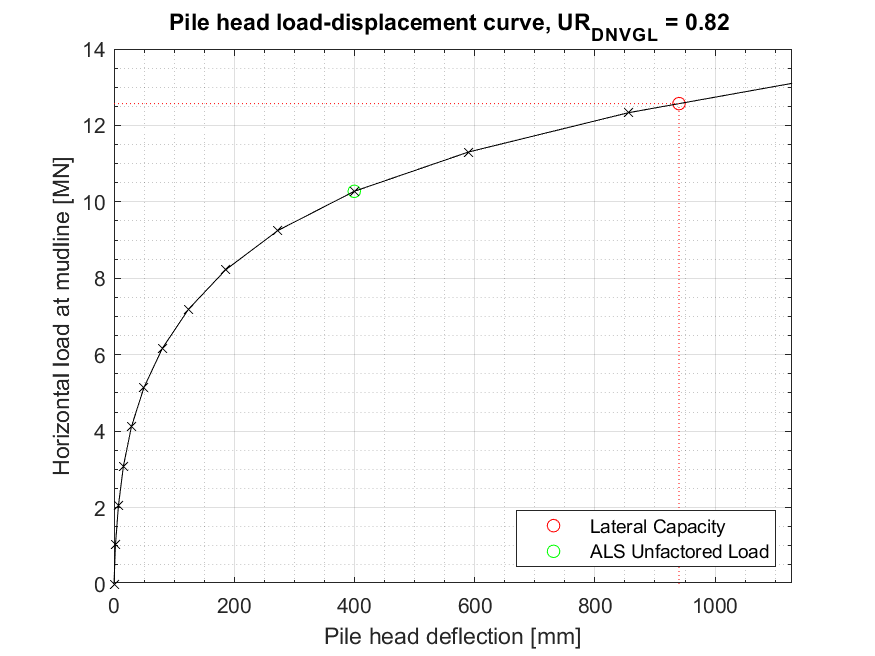 Pile head load-displacement curve, UR_DNVGL = 0.82
14
12
10
8
6
4
2
0
Horizontal load at mudline [MN]
Lateral Capacity
ALS Unfactored Load
0 200 400 600 800 1000
Pile head deflection [mm]